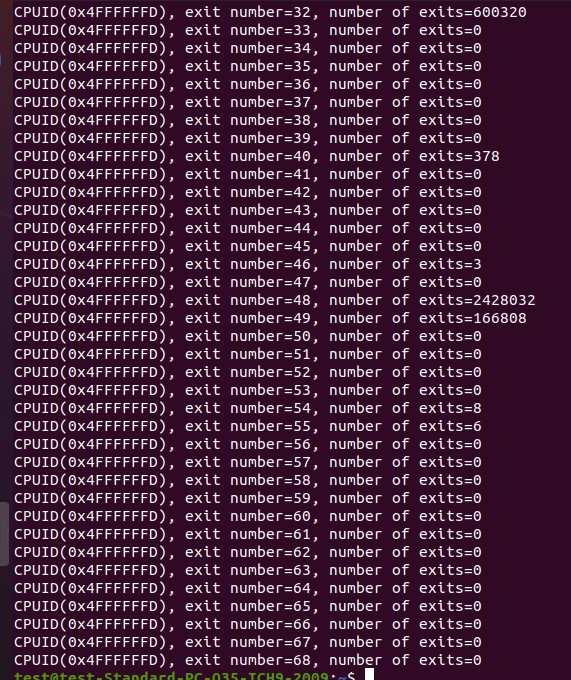 CPUID(0x4FFFFFFD), exit number=32, number of exits=600320
CPUID(0x4FFFFFFD), exit number=33, number of exits=0
CPUID(0x4FFFFFFD), exit number=34, number of exits=0
CPUID(0x4FFFFFFD), exit number=35, number of exits=0
CPUID(0x4FFFFFFD), exit number=36, number of exits=0
CPUID(0x4FFFFFFD), exit number=37, number of exits=0
CPUID(0x4FFFFFFD), exit number=38, number of exits=0
CPUID(0x4FFFFFFD), exit number=39, number of exits=0
CPUID(0x4FFFFFFD), exit number=40, number of exits=378
CPUID(0x4FFFFFFD), exit number=41, number of exits=0
CPUID(0x4FFFFFFD), exit number=42, number of exits=0
CPUID(0x4FFFFFFD), exit number=43, number of exits=0
CPUID(0x4FFFFFFD), exit number=44, number of exits=0
CPUID(0x4FFFFFFD), exit number=45, number of exits=0
CPUID(0x4FFFFFFD), exit number=46, number of exits=3
CPUID(0x4FFFFFFD), exit number=47, number of exits=0
CPUID(0x4FFFFFFD), exit number=48, number of exits=2428032
CPUID(0x4FFFFFFD), exit number=49, number of exits=166808
CPUID(0x4FFFFFFD), exit number=50, number of exits=0
CPUID(0x4FFFFFFD), exit number=51, number of exits=0
CPUID(0x4FFFFFFD), exit number=52, number of exits=0
CPUID(0x4FFFFFFD), exit number=53, number of exits=0
CPUID(0x4FFFFFFD), exit number=54, number of exits=8
CPUID(0x4FFFFFFD), exit number=55, number of exits=6
CPUID(0x4FFFFFFD), exit number=56, number of exits=0
CPUID(0x4FFFFFFD), exit number=57, number of exits=0
CPUID(0x4FFFFFFD), exit number=58, number of exits=0
CPUID(0x4FFFFFFD), exit number=59, number of exits=0
CPUID(0x4FFFFFFD), exit number=60, number of exits=0
CPUID(0x4FFFFFFD), exit number=61, number of exits=0
CPUID(0x4FFFFFFD), exit number=62, number of exits=0
CPUID(0x4FFFFFFD), exit number=63, number of exits=0
CPUID(0x4FFFFFFD), exit number=64, number of exits=0
CPUID(0x4FFFFFFD), exit number=65, number of exits=0
CPUID(0x4FFFFFFD), exit number=66, number of exits=0
CPUID(0x4FFFFFFD), exit number=67, number of exits=0
CPUID(0x4FFFFFFD), exit number=68, number of exits=0
test@test-Standard-PC-Q35-ICH9-2009:~$